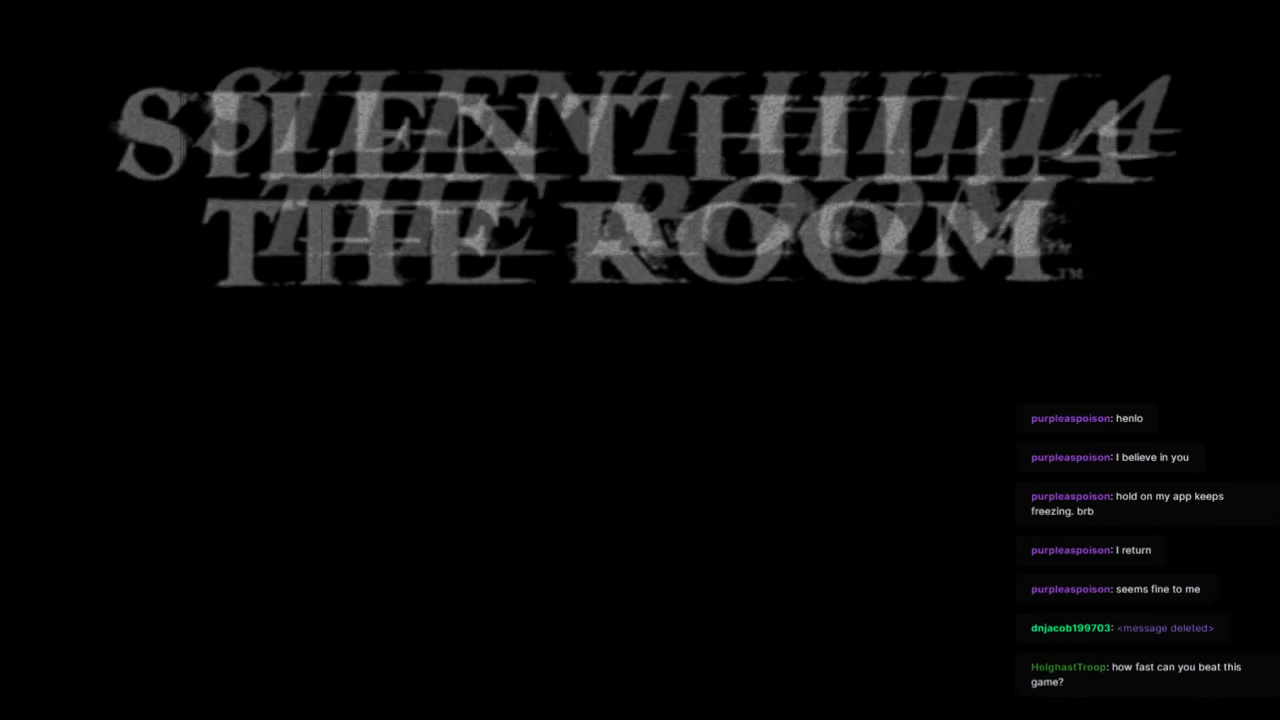 SILENT HILL 4
THE ROOM™
purpleaspoison: henlo
purpleaspoison: I believe in you
purpleaspoison: hold on my app keeps
freezing. brb
purpleaspoison: I return
purpleaspoison: seems fine to me
dnjacob199703: <message deleted>
HelghastTroop: how fast can you beat this
game?